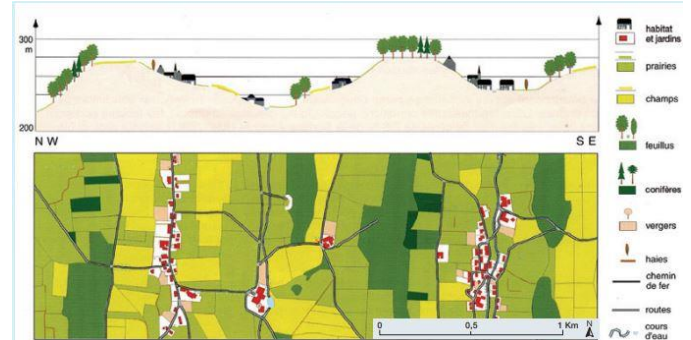 300
m
200
N W
S E
habitat
et jardins
prairies
champs
feuillus
conifères
vergers
haies
chemin
de fer
routes
cours
d'eau
0
0,5
1 Km
N